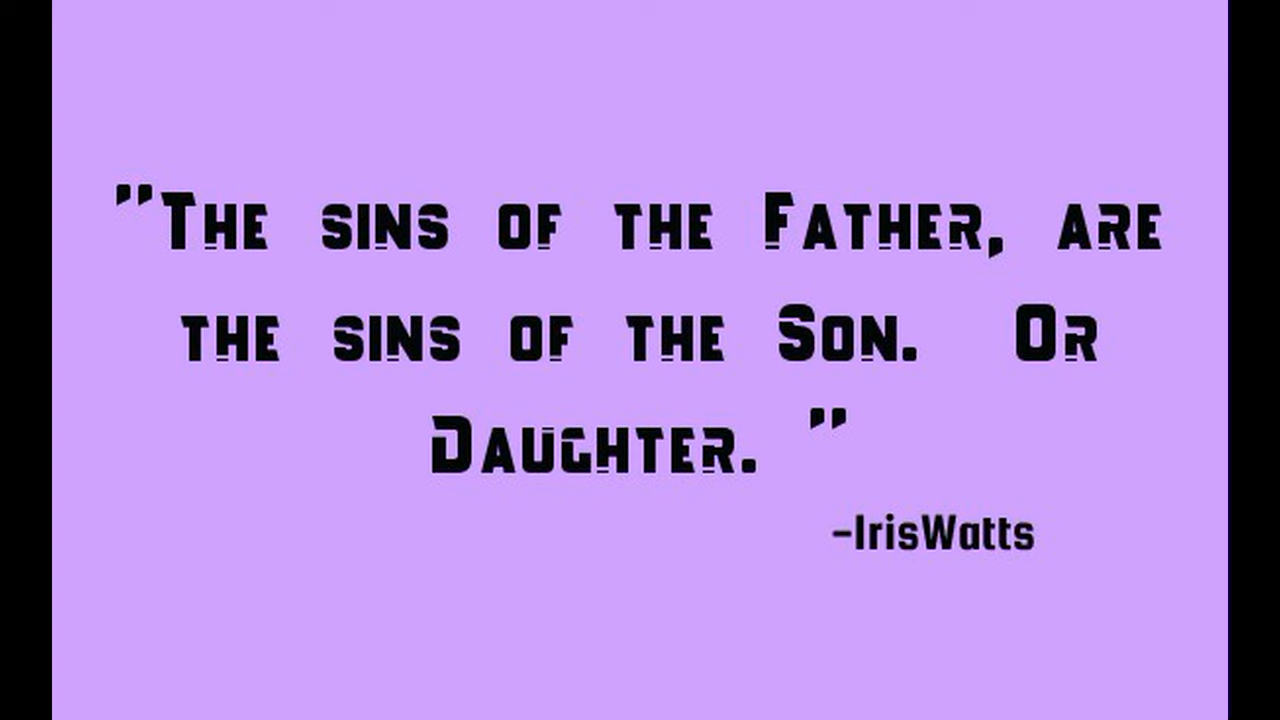 "The sins of the Father, are
the sins of the Son.  Or
Daughter. "
-IrisWatts